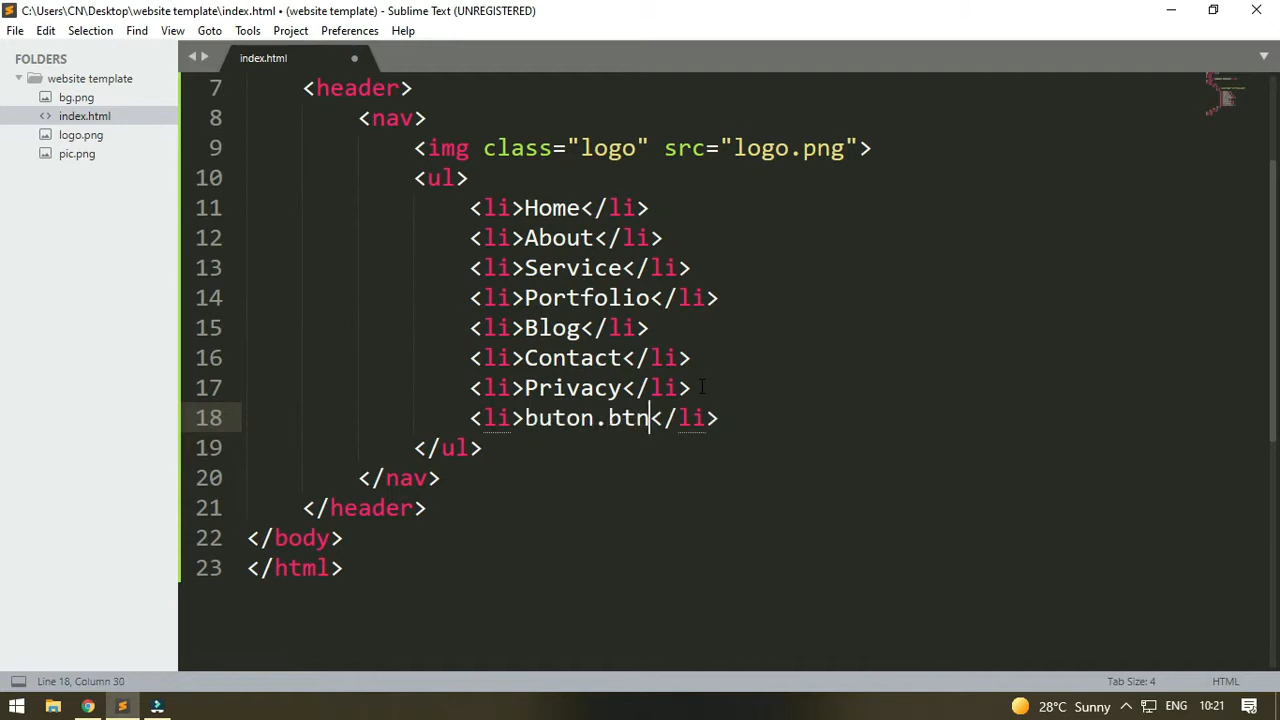 C:\Users\CN\Desktop\website template\index.html • (website template) - Sublime Text (UNREGISTERED)
File Edit Selection Find View Goto Tools Project Preferences Help
FOLDERS
website template
bg.png
index.html
logo.png
pic.png
index.html
7 <header>
8 <nav>
9 <img class="logo" src="logo.png">
10 <ul>
11 <li>Home</li>
12 <li>About</li>
13 <li>Service</li>
14 <li>Portfolio</li>
15 <li>Blog</li>
16 <li>Contact</li>
17 <li>Privacy</li>
18 <li>buton.btn</li>
19 </ul>
20 </nav>
21 </header>
22 </body>
23 </html>
Line 18, Column 30 Tab Size: 4 HTML
28°C Sunny ENG 10:21